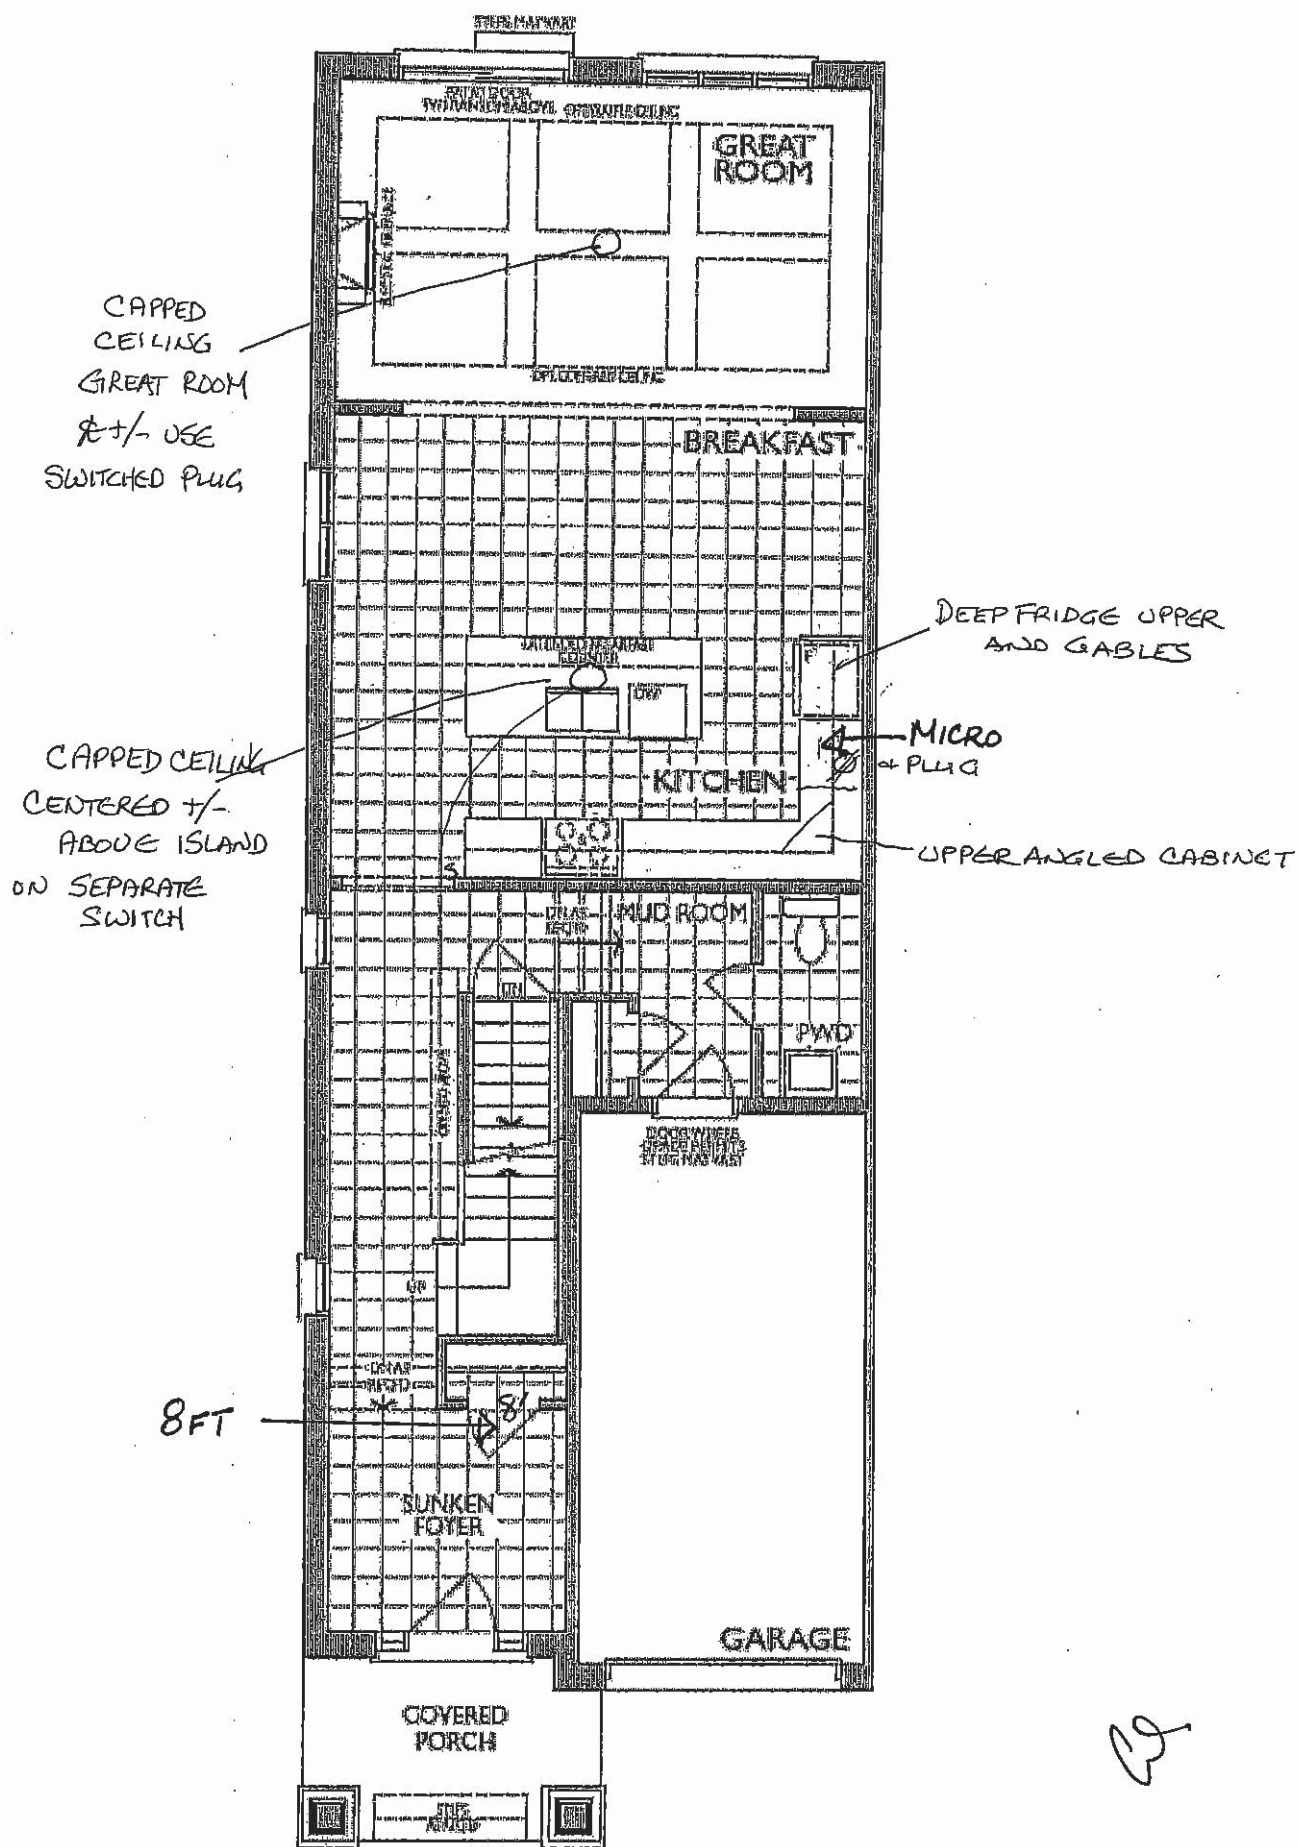 GREAT
ROOM
CAPPED
CEILING
GREAT ROOM
℄ +/- USE
SWITCHED PLUG
BREAKFAST
DEEP FRIDGE UPPER
AND GABLES
DW
MICRO
+ PLUG
KITCHEN
CAPPED CEILING
CENTERED +/-
ABOVE ISLAND
ON SEPARATE
SWITCH
UPPER ANGLED CABINET
S
MUD ROOM
DN
PWD
UP
8FT
8'
SUNKEN
FOYER
GARAGE
COVERED
PORCH